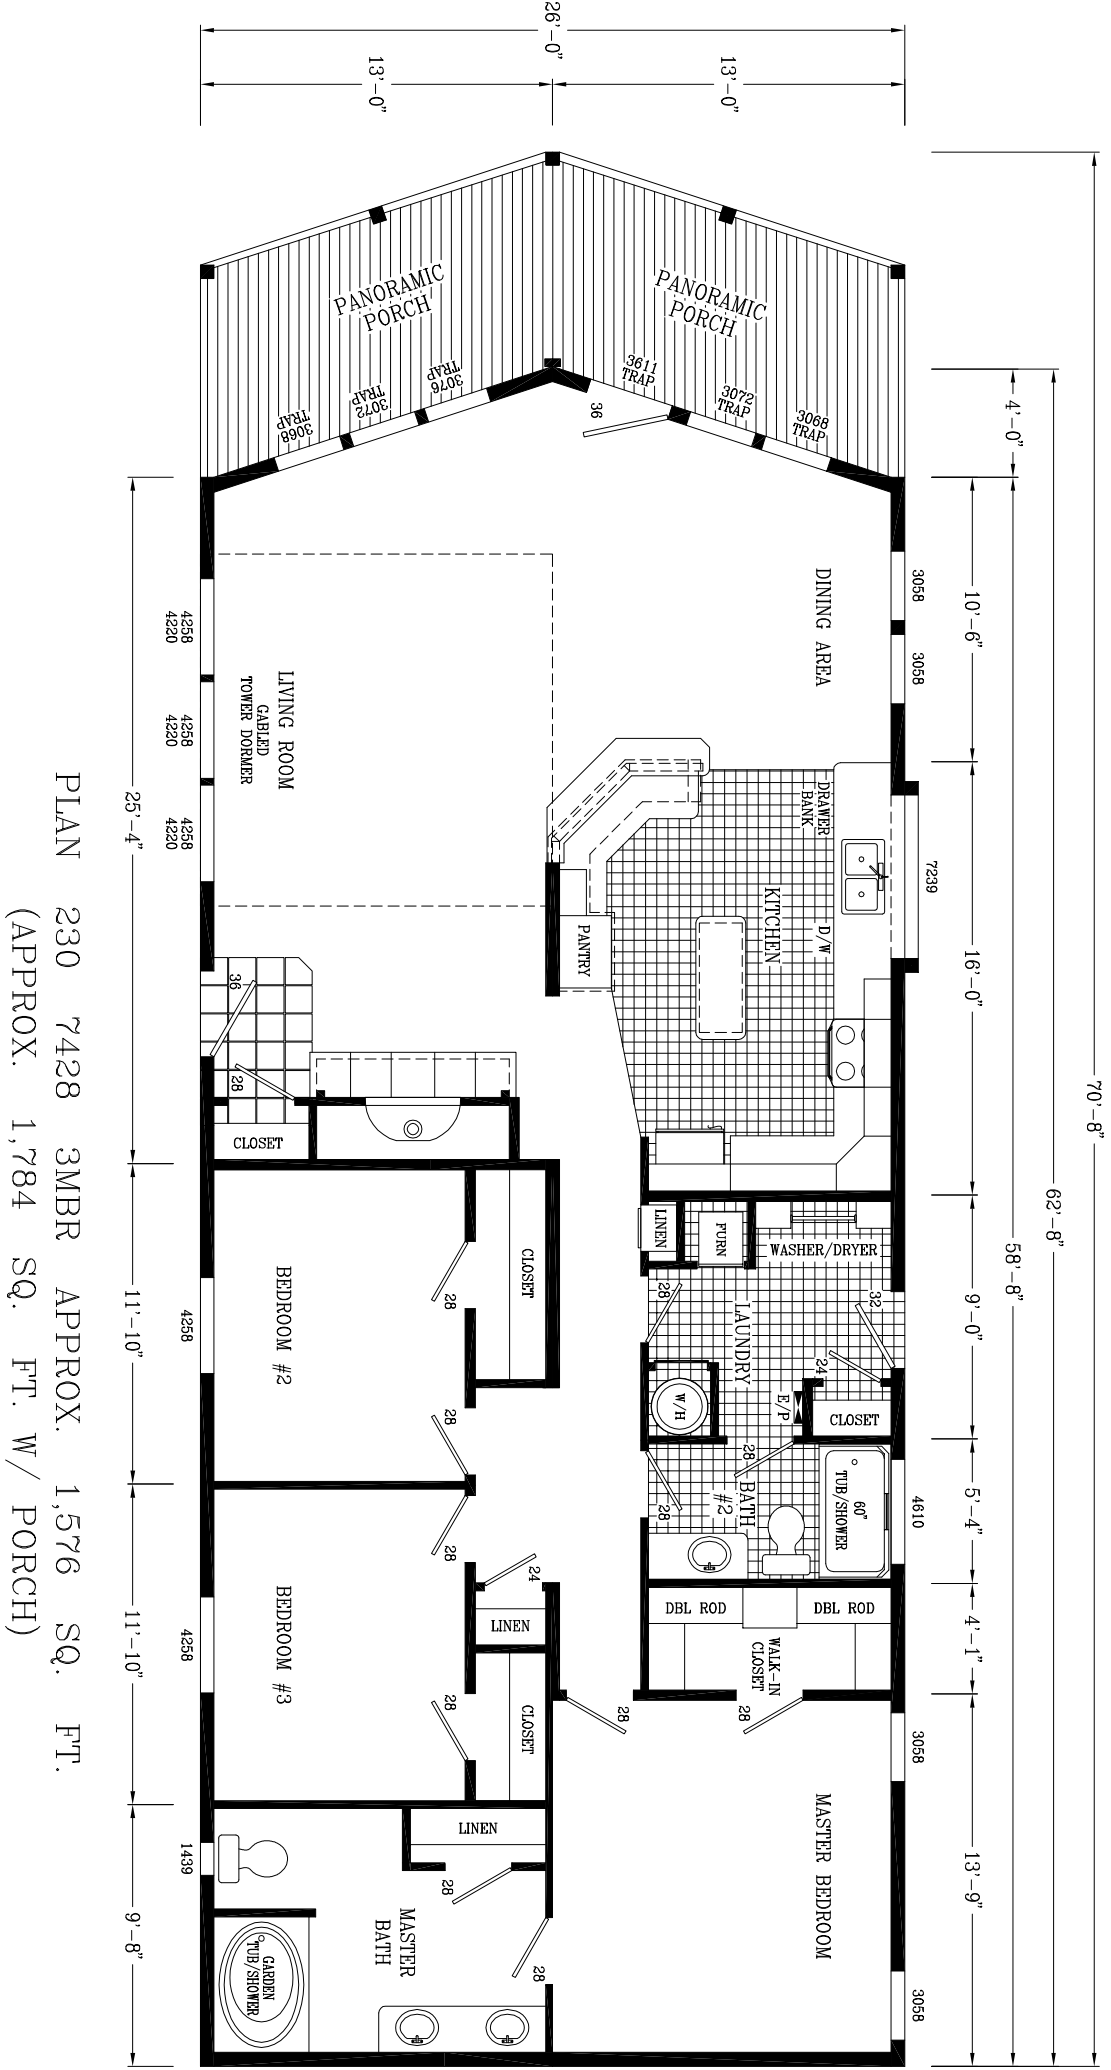 70'-8"
62'-8"
58'-8"
4'-0"
10'-6"
16'-0"
9'-0"
5'-4"
4'-1"
13'-9"
26'-0"
13'-0"
13'-0"
3058
3058
7239
4610
3058
3058
PANORAMIC
PORCH
PANORAMIC
PORCH
3611
TRAP
3072
TRAP
3068
TRAP
3076
TRAP
3072
TRAP
3068
TRAP
36
DINING AREA
DRAWER
BANK
D/W
KITCHEN
PANTRY
LIVING ROOM
GABLED
TOWER DORMER
36
28
CLOSET
LINEN
FURN
WASHER/DRYER
28
32
24
LAUNDRY
W/H
E/P
CLOSET
28
28
BATH
#2
60"
TUB/SHOWER
DBL ROD
DBL ROD
WALK-IN
CLOSET
28
28
MASTER BEDROOM
CLOSET
28
BEDROOM #2
28
28
24
LINEN
BEDROOM #3
CLOSET
28
LINEN
28
28
MASTER
BATH
GARDEN
TUB/SHOWER
4258
4220
4258
4220
4258
4220
4258
4258
1439
25'-4"
11'-10"
11'-10"
9'-8"
PLAN 230 7428 3MBR APPROX. 1,576 SQ. FT.
(APPROX. 1,784 SQ. FT. W/ PORCH)